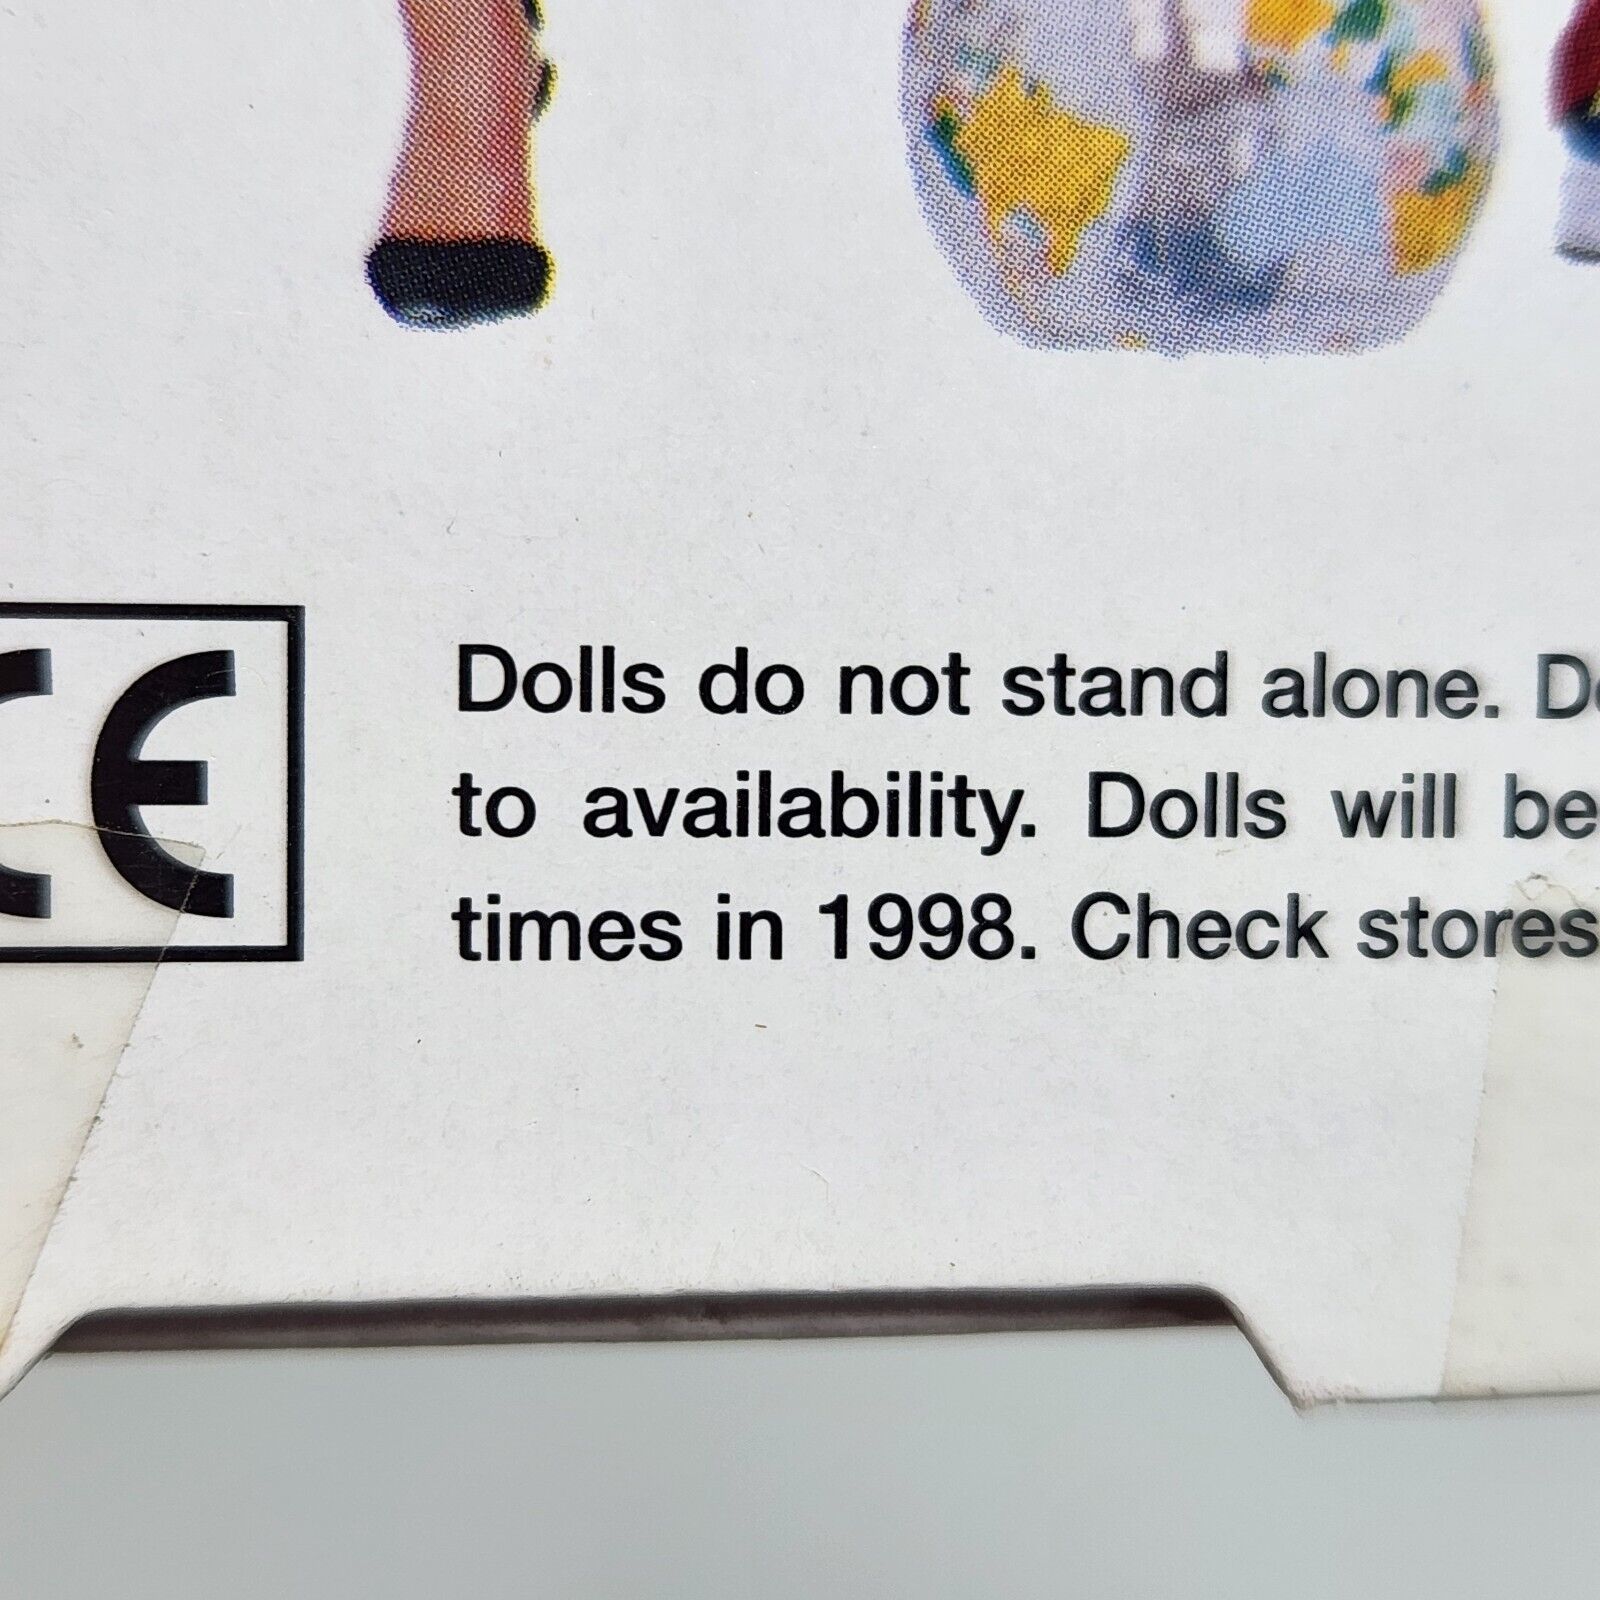 CE
Dolls do not stand alone.
to availability. Dolls will be
times in 1998. Check stores